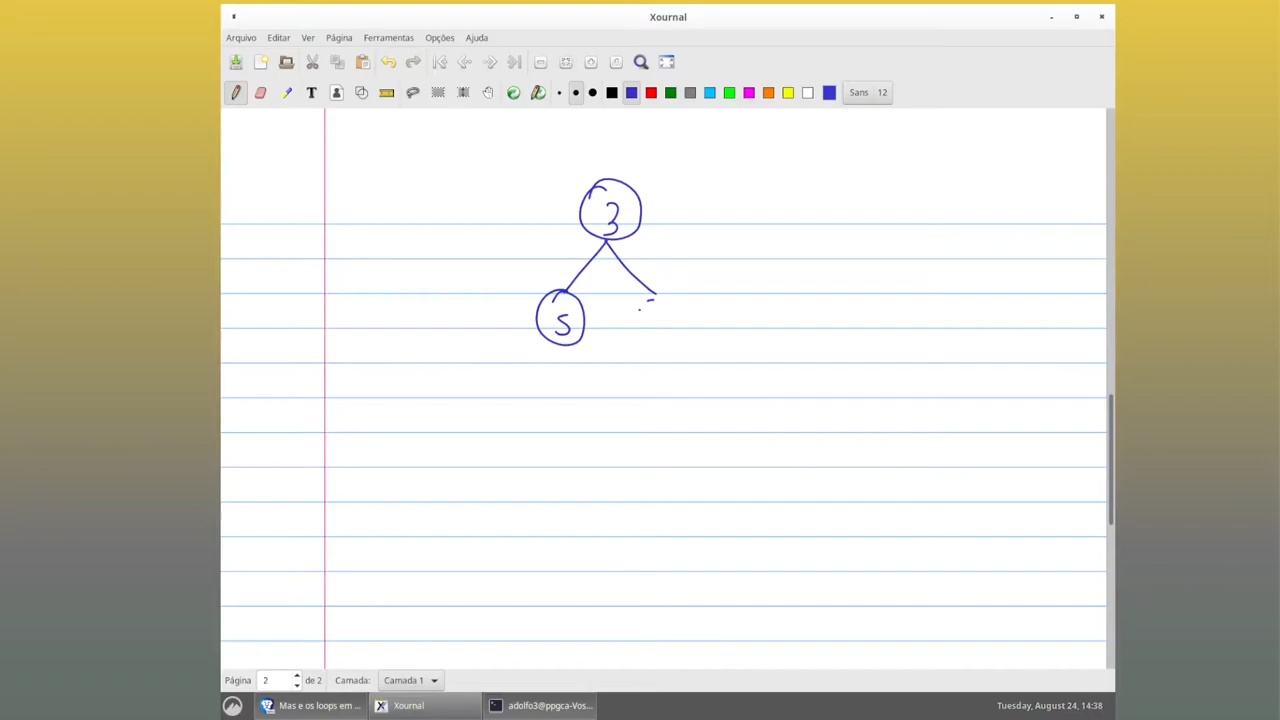 Xournal
Arquivo Editar Ver Página Ferramentas Opções Ajuda
T Sans 12
3
5
Página 2 de 2 Camada: Camada 1
Mas e os loops em ... Xournal adolfo3@ppgca-Vos... Tuesday, August 24, 14:38